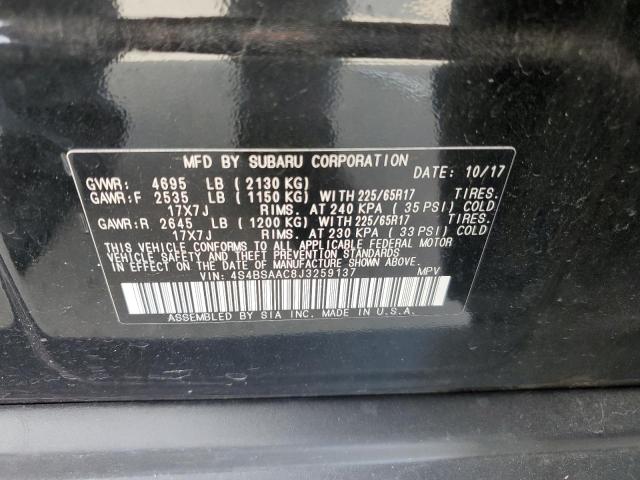 MFD BY SUBARU CORPORATION DATE: 10/17
GVWR: 4695 LB (2130 KG)
GAWR:F 2535 LB (1150 KG) WITH 225/65R17 TIRES.
17X7J RIMS. AT 240 KPA (35 PSI) COLD
GAWR:R 2645 LB (1200 KG) WITH 225/65R17 TIRES.
17X7J RIMS. AT 230 KPA (33 PSI) COLD
THIS VEHICLE CONFORMS TO ALL APPLICABLE FEDERAL MOTOR
VEHICLE SAFETY AND THEFT PREVENTION STANDARDS IN
EFFECT ON THE DATE OF MANUFACTURE SHOWN ABOVE.
VIN: 4S4BSAAC8J3259137 MPV
ASSEMBLED BY SIA INC. MADE IN U.S.A.